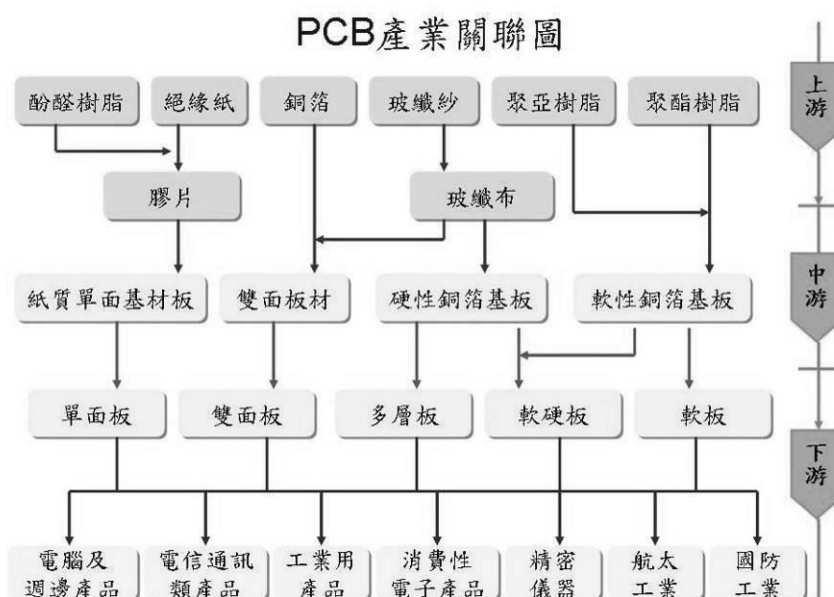 PCB產業關聯圖
酚醛樹脂
絕緣紙
銅箔
玻纖紗
聚亞樹脂
聚酯樹脂
上游
膠片
玻纖布
紙質單面基材板
雙面板材
硬性銅箔基板
軟性銅箔基板
中游
單面板
雙面板
多層板
軟硬板
軟板
下游
電腦及
週邊產品
電信通訊
類產品
工業用
產品
消費性
電子產品
精密
儀器
航太
工業
國防
工業